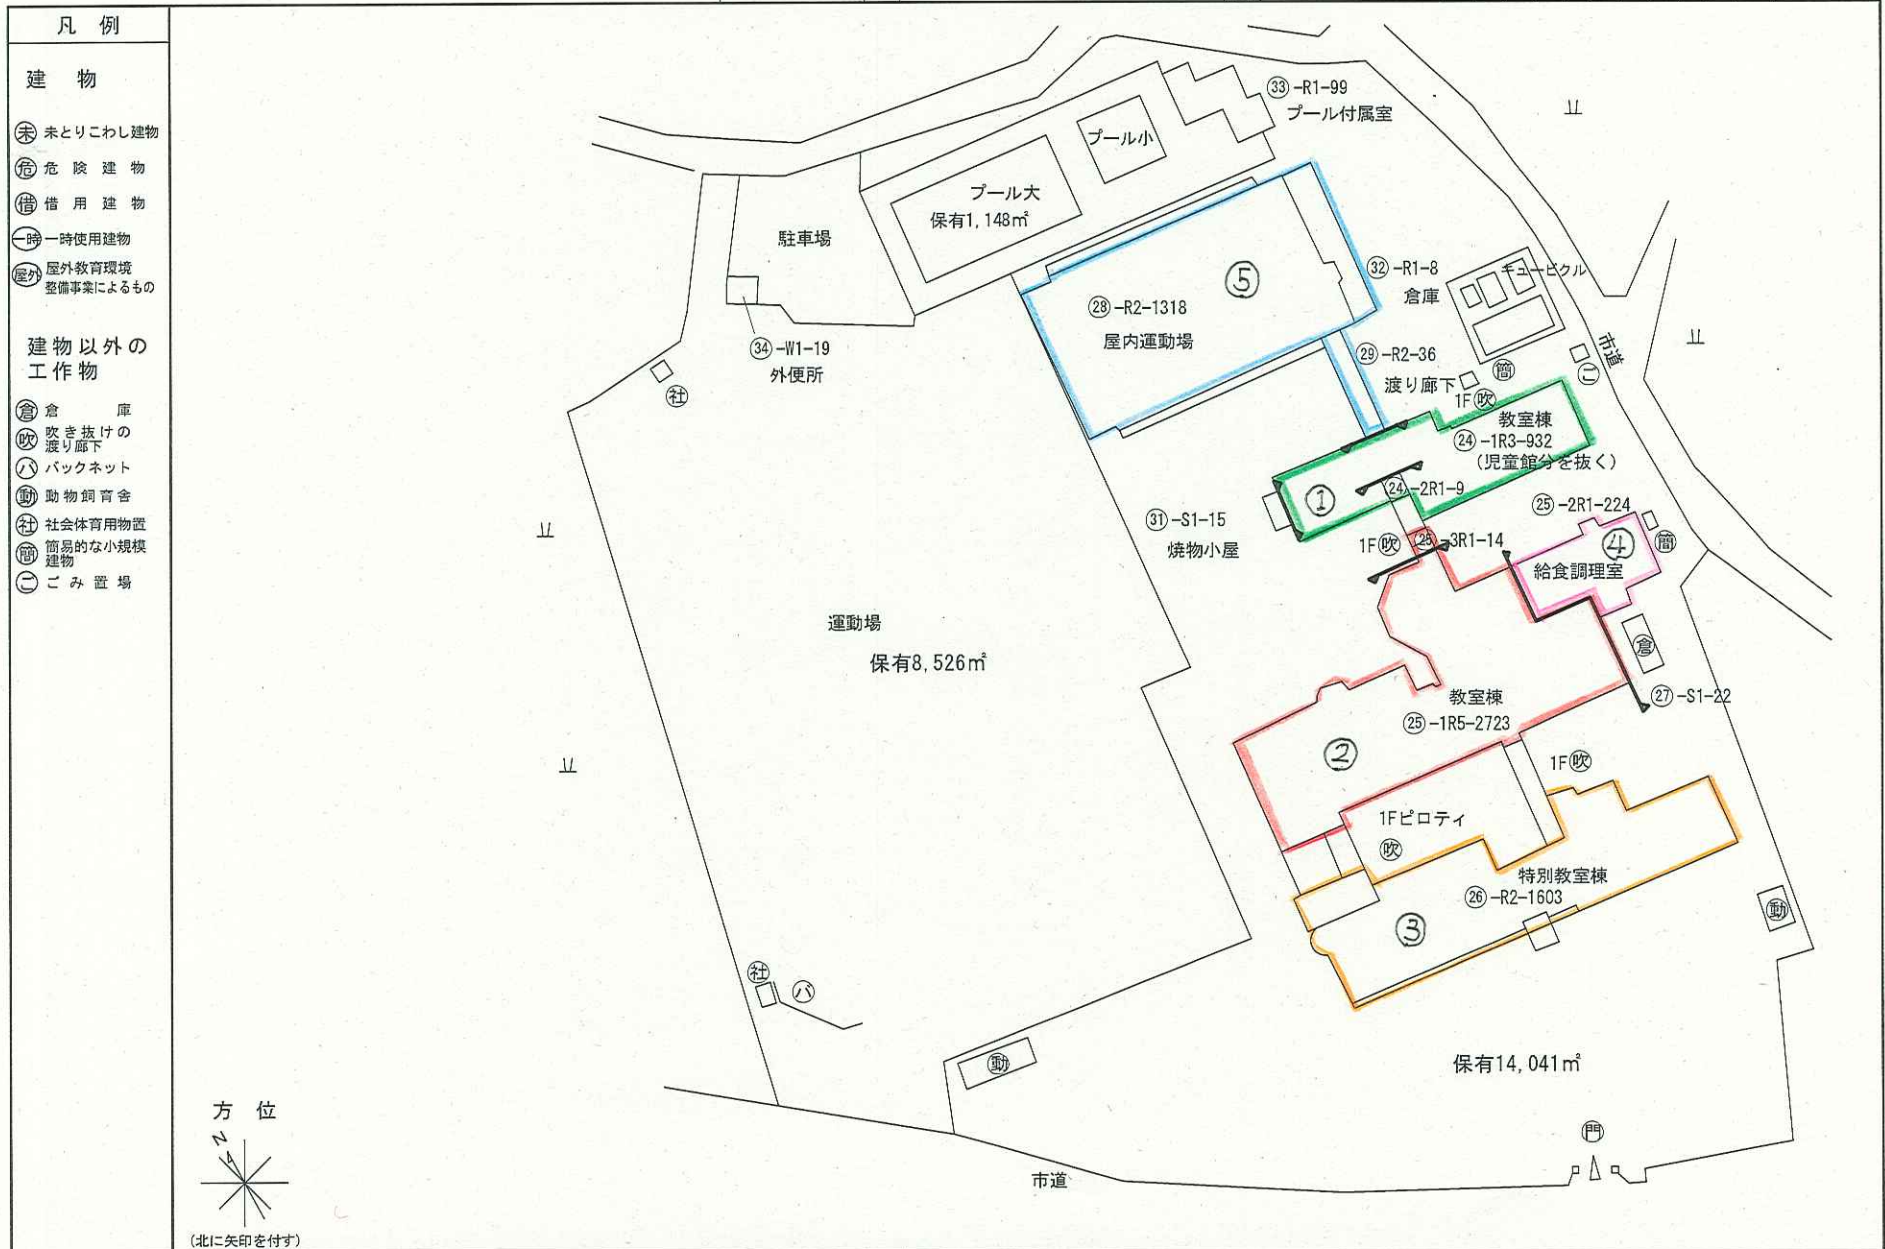 凡 例
建 物
未 未とりこわし建物
危 危 険 建 物
借 借 用 建 物
一時 一時使用建物
屋外 屋外教育環境
整備事業によるもの
建物以外の
工作物
倉 倉 庫
吹 吹き抜けの
渡り廊下
バ バックネット
動 動物飼育舎
社 社会体育用物置
簡 簡易的な小規模
建物
ご ご み 置 場
方 位
N
(北に矢印を付す)
㉝-R1-99
プール付属室
プール小
プール大
保有1,148㎡
駐車場
㉞-W1-19
外便所
社
⑤
㉘-R2-1318
屋内運動場
㉜-R1-8
倉庫
キュービクル
㉙-R2-36
渡り廊下
簡
ご
市道
1F吹
教室棟
㉔-1R3-932
(児童館分を抜く)
①
㉔-2R1-9
㉛-S1-15
焼物小屋
1F吹
㉕-3R1-14
㉕-2R1-224
④
簡
給食調理室
倉
㉗-S1-22
運動場
保有8,526㎡
教室棟
㉕-1R5-2723
②
1F吹
1Fピロティ
吹
特別教室棟
㉖-R2-1603
③
動
社
バ
動
保有14,041㎡
門
市道